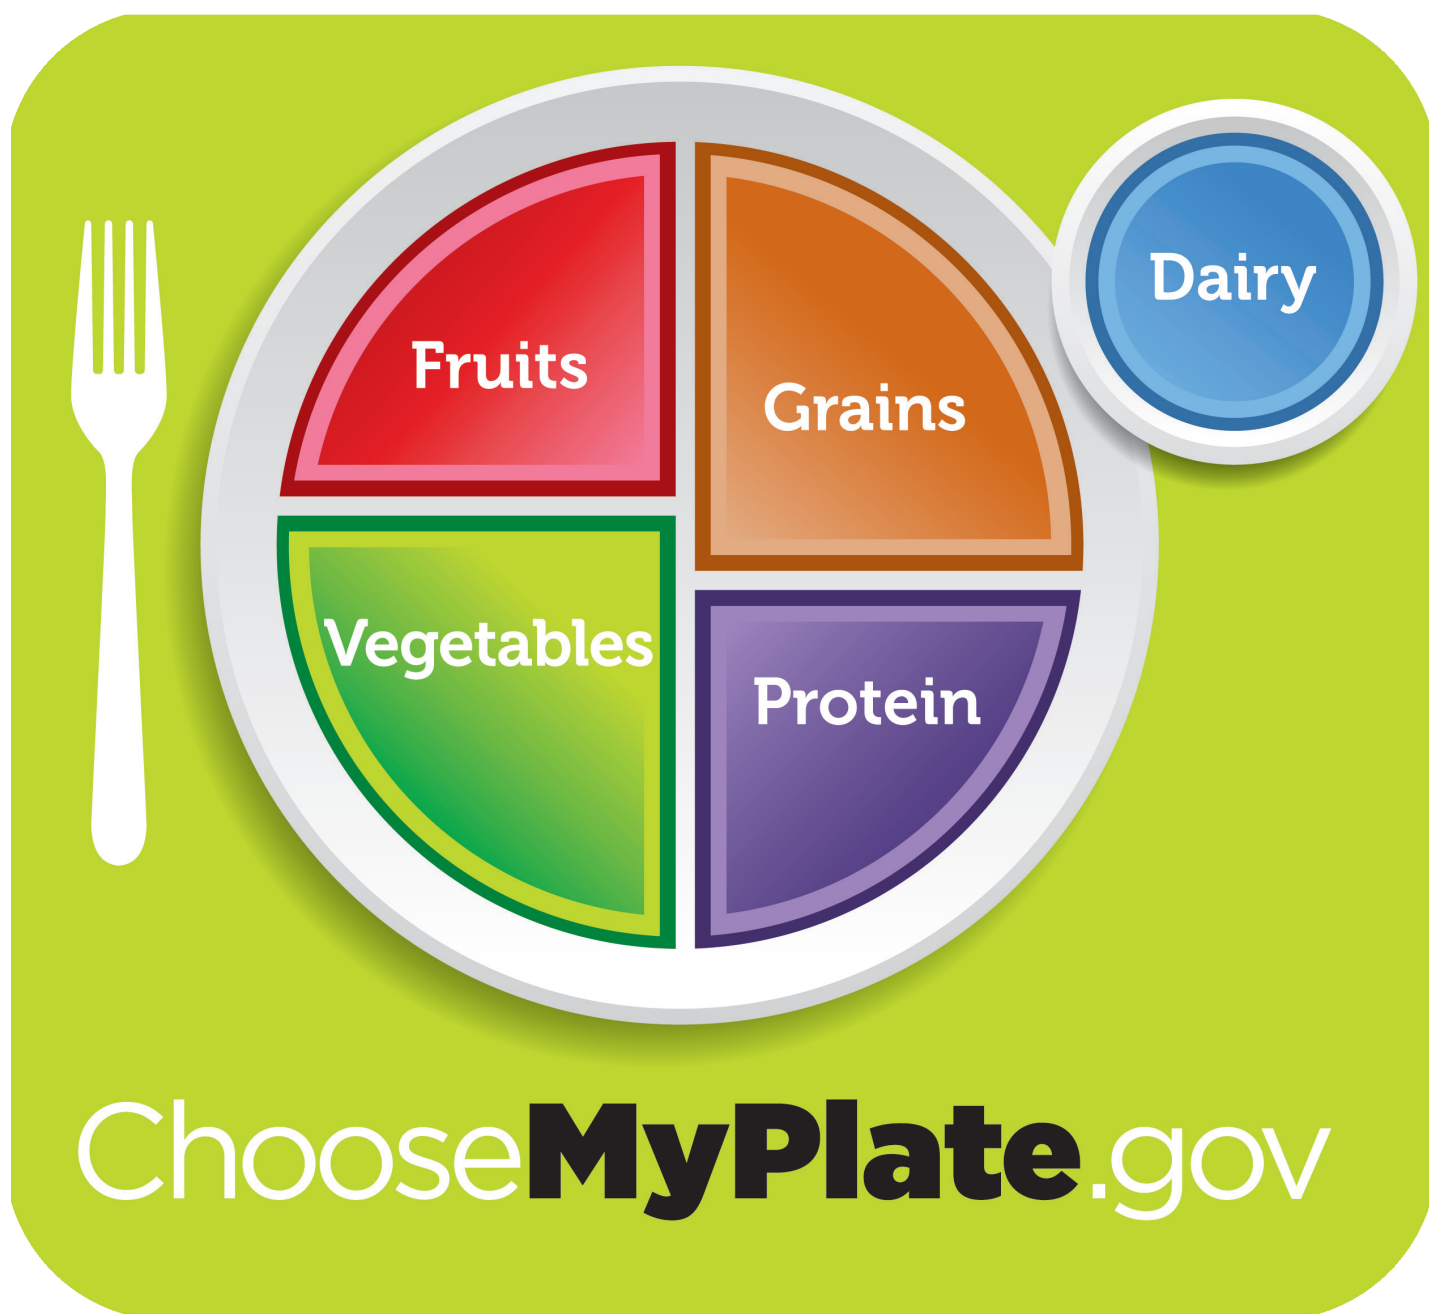 Fruits
Grains
Dairy
Vegetables
Protein
ChooseMyPlate.gov